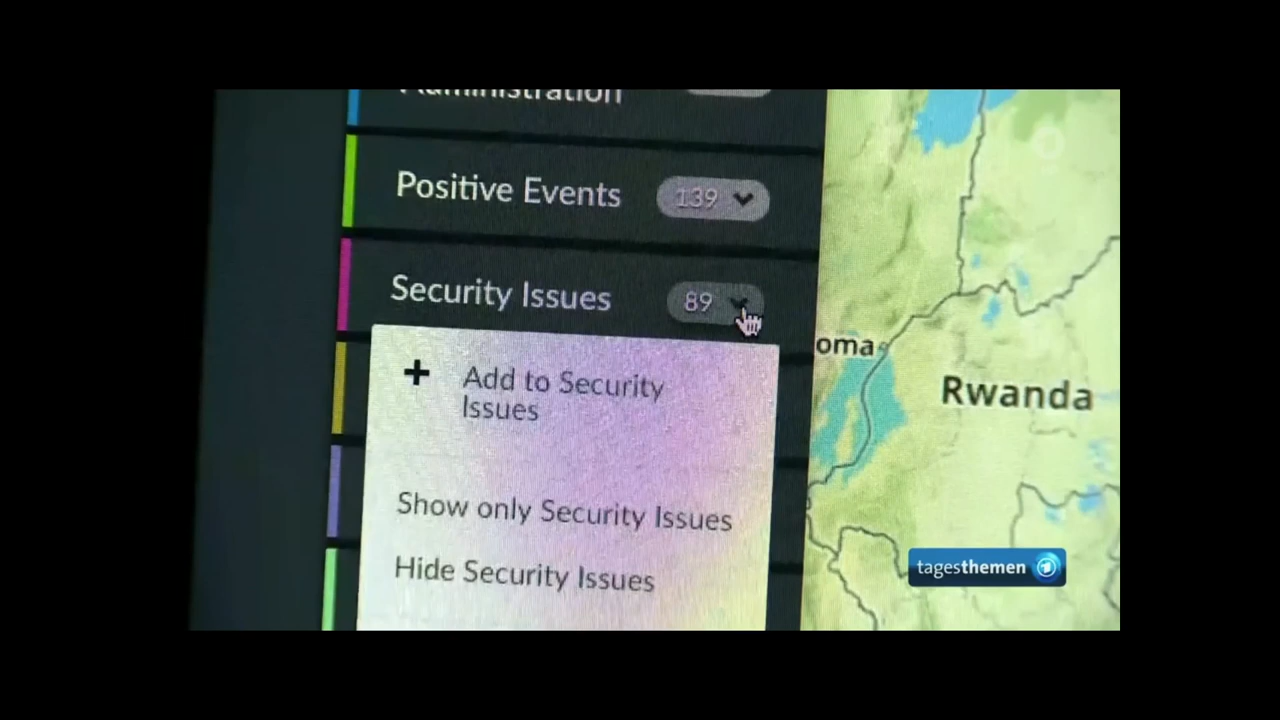 Administration
Positive Events 139
Security Issues 89
+ Add to Security
Issues
Show only Security Issues
Hide Security Issues
oma
Rwanda
tagesthemen